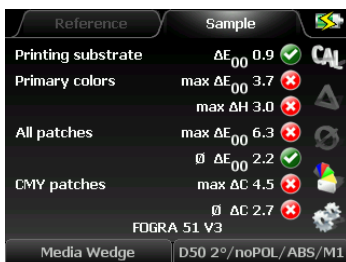 Reference Sample
Printing substrate ΔE00 0.9
Primary colors max ΔE00 3.7
max ΔH 3.0
All patches max ΔE00 6.3
Ø ΔE00 2.2
CMY patches max ΔC 4.5
Ø ΔC 2.7
FOGRA 51 V3
Media Wedge D50 2°/noPOL/ABS/M1
CAL